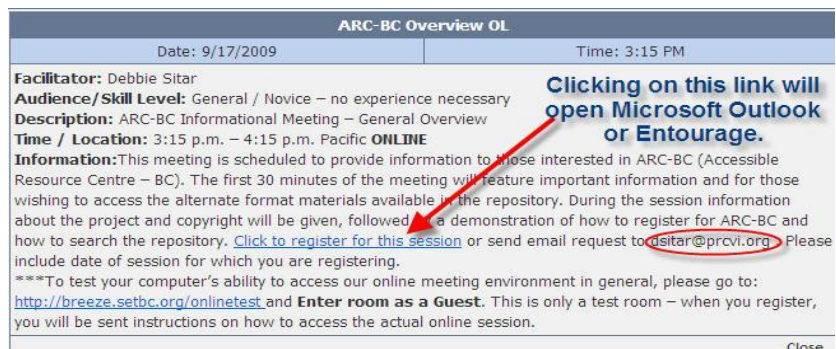 ARC-BC Overview OL
Date: 9/17/2009 Time: 3:15 PM
Facilitator: Debbie Sitar
Clicking on this link will
open Microsoft Outlook
or Entourage.
Audience/Skill Level: General / Novice – no experience necessary
Description: ARC-BC Informational Meeting – General Overview
Time / Location: 3:15 p.m. – 4:15 p.m. Pacific ONLINE
Information:This meeting is scheduled to provide information to those interested in ARC-BC (Accessible
Resource Centre – BC). The first 30 minutes of the meeting will feature important information and for those
wishing to access the alternate format materials available in the repository. During the session information
about the project and copyright will be given, followed a demonstration of how to register for ARC-BC and
how to search the repository. Click to register for this session or send email request to dsitar@prcvi.org . Please
include date of session for which you are registering.
***To test your computer's ability to access our online meeting environment in general, please go to:
http://breeze.setbc.org/onlinetest and Enter room as a Guest. This is only a test room – when you register,
you will be sent instructions on how to access the actual online session.
Close